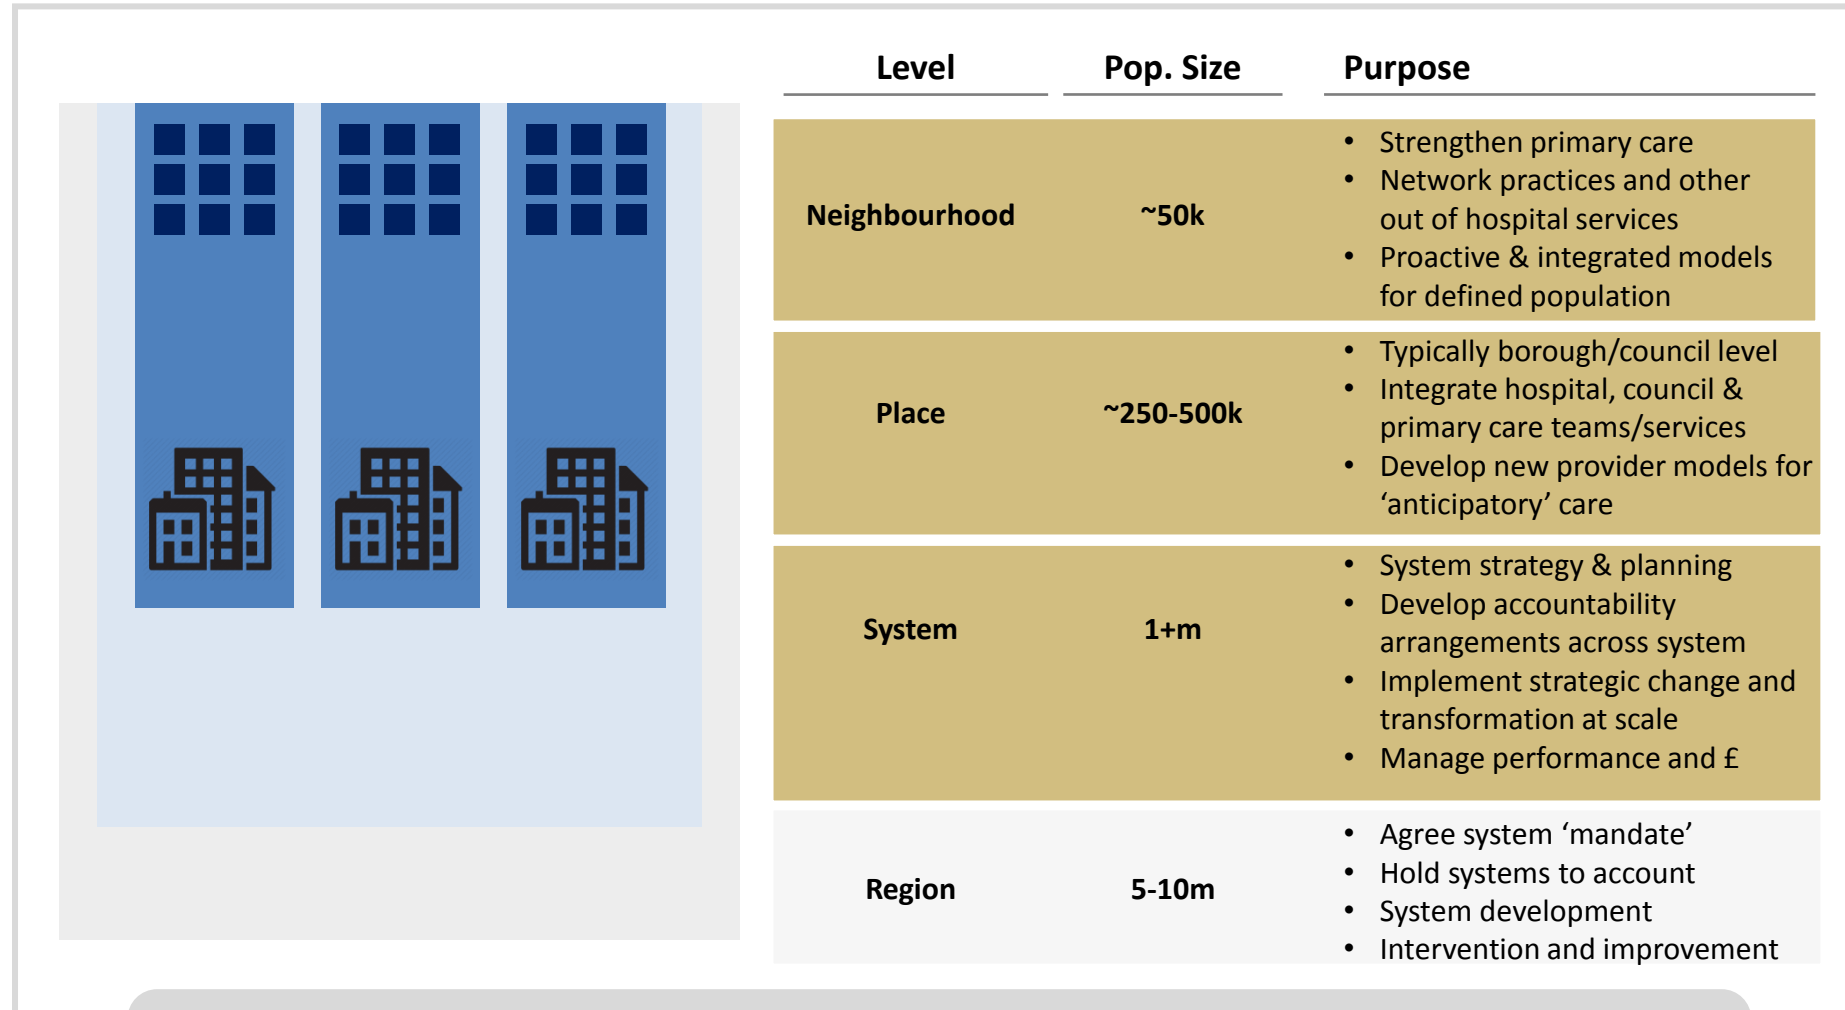 Level Pop. Size Purpose
Neighbourhood ~50k
• Strengthen primary care
• Network practices and other
out of hospital services
• Proactive & integrated models
for defined population
Place ~250-500k
• Typically borough/council level
• Integrate hospital, council &
primary care teams/services
• Develop new provider models for
‘anticipatory’ care
System 1+m
• System strategy & planning
• Develop accountability
arrangements across system
• Implement strategic change and
transformation at scale
• Manage performance and £
Region 5-10m
• Agree system ‘mandate’
• Hold systems to account
• System development
• Intervention and improvement